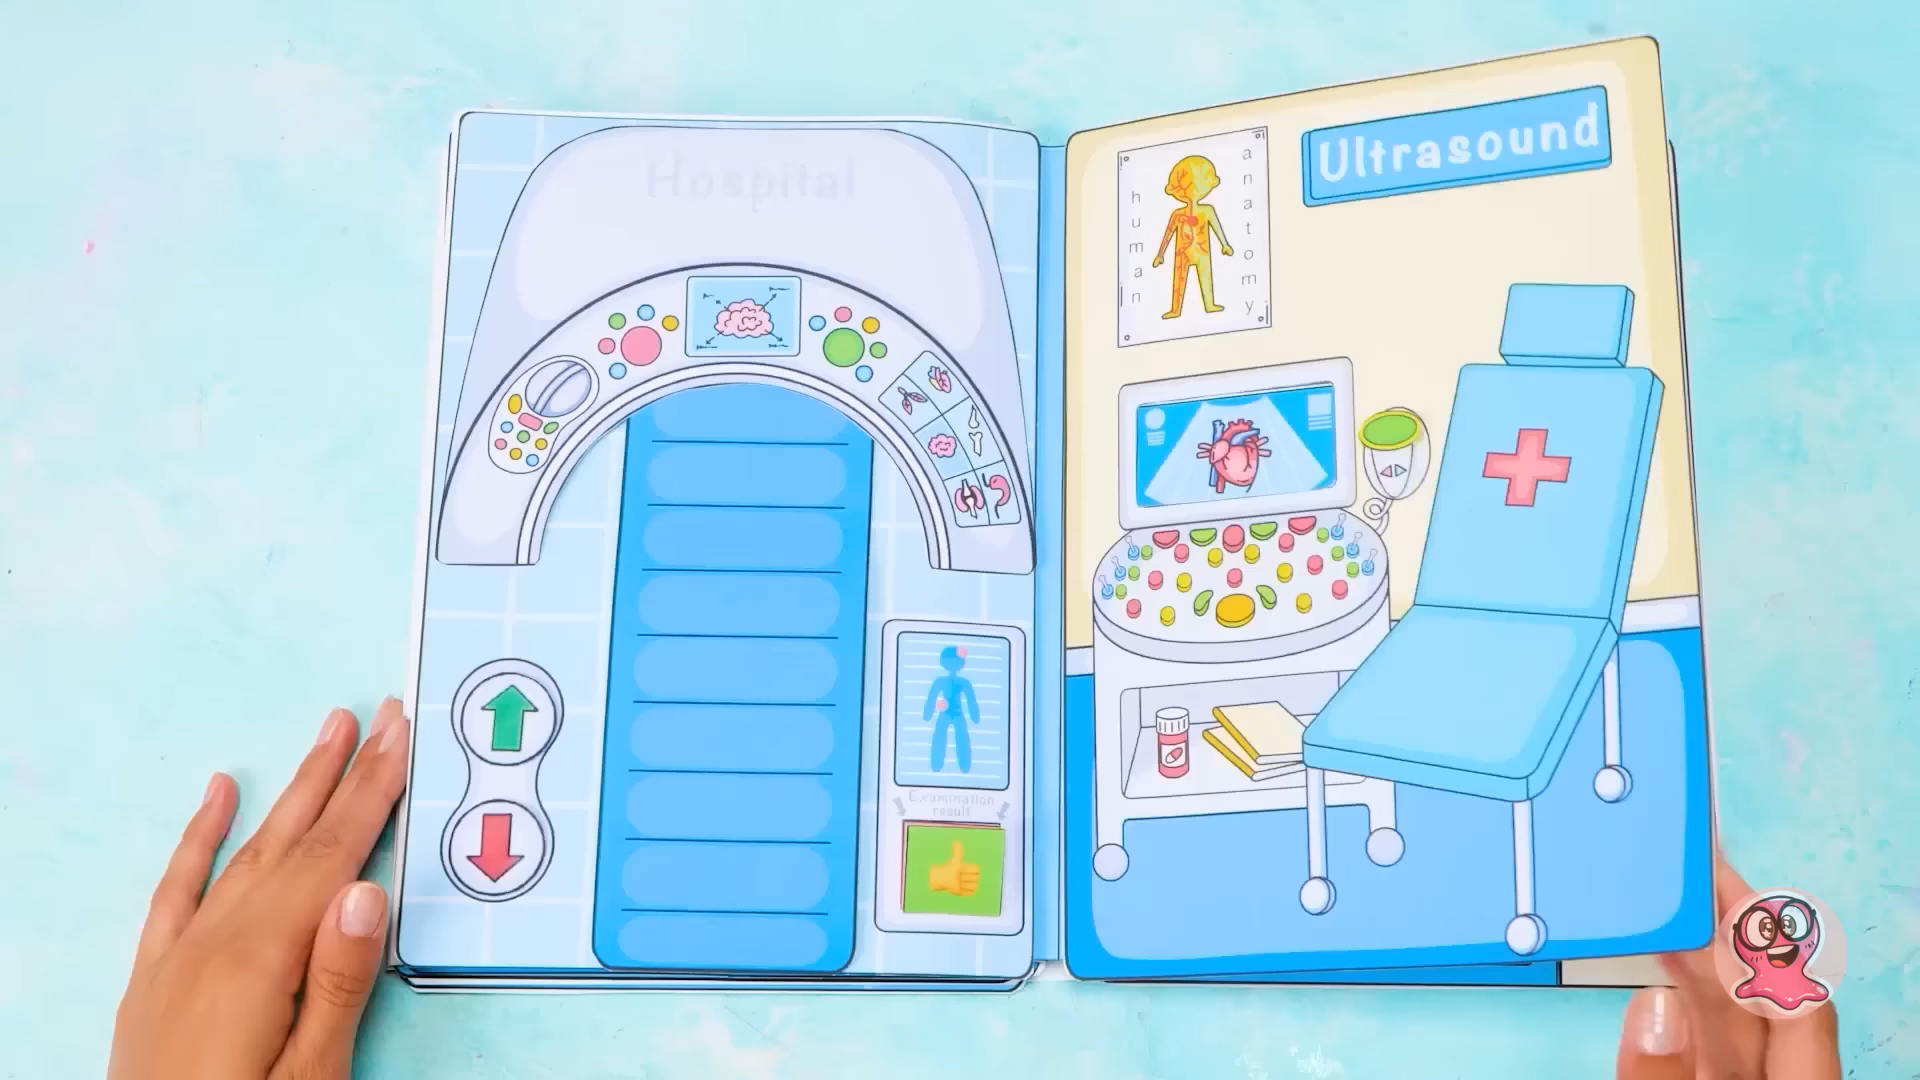 Hospital
Examination
result
Ultrasound
human
anatomy